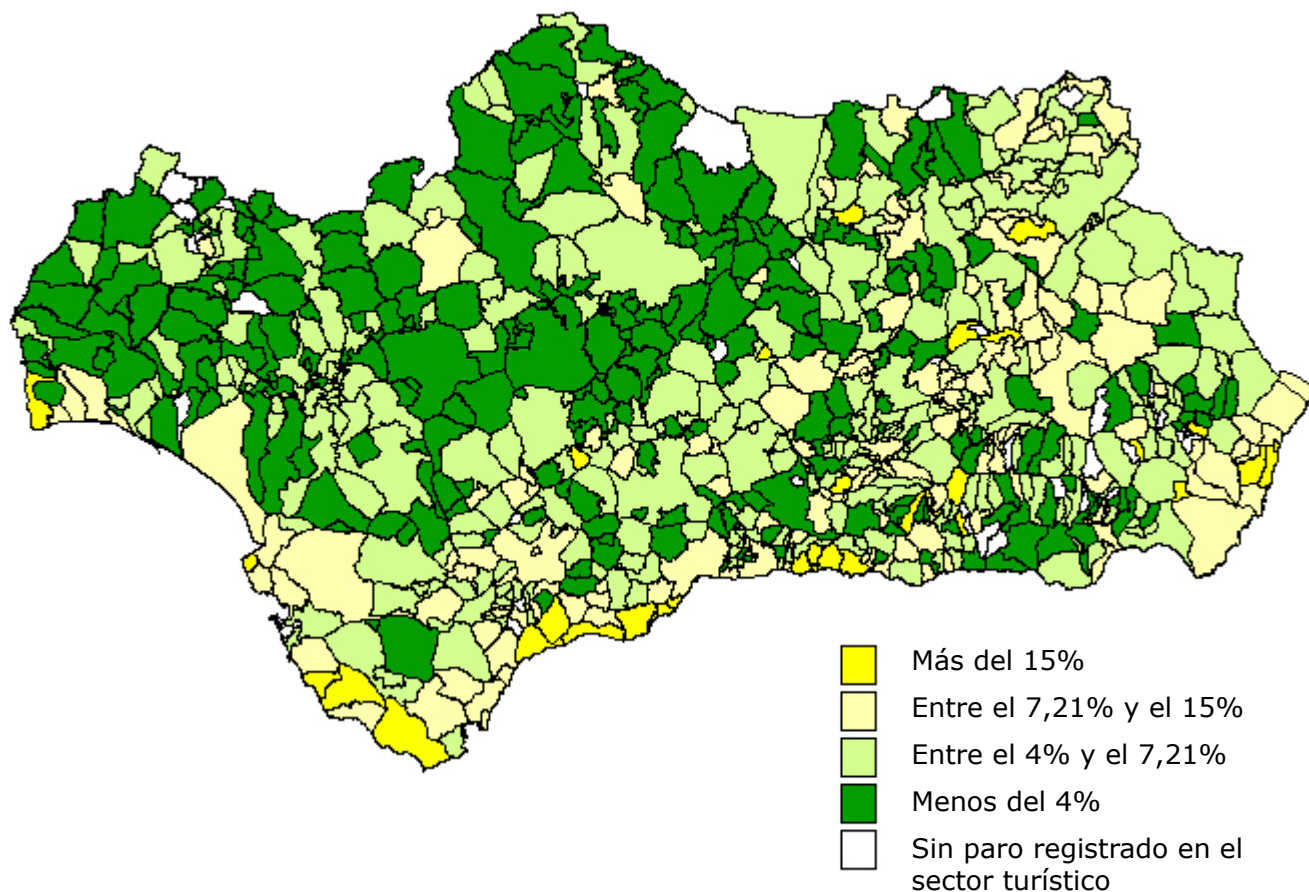 Más del 15%
Entre el 7,21% y el 15%
Entre el 4% y el 7,21%
Menos del 4%
Sin paro registrado en el
sector turístico